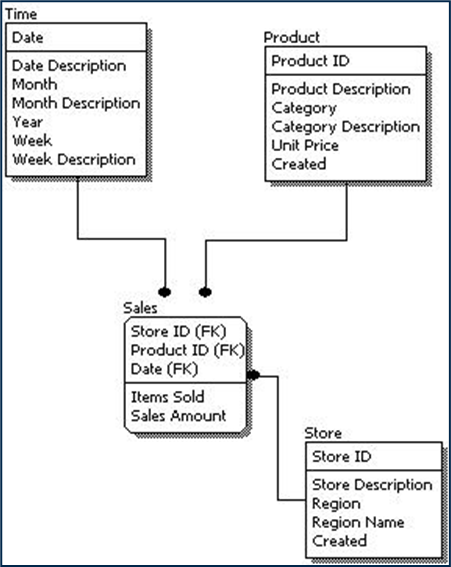 Time
Date
Date Description
Month
Month Description
Year
Week
Week Description
Product
Product ID
Product Description
Category
Category Description
Unit Price
Created
Sales
Store ID (FK)
Product ID (FK)
Date (FK)
Items Sold
Sales Amount
Store
Store ID
Store Description
Region
Region Name
Created